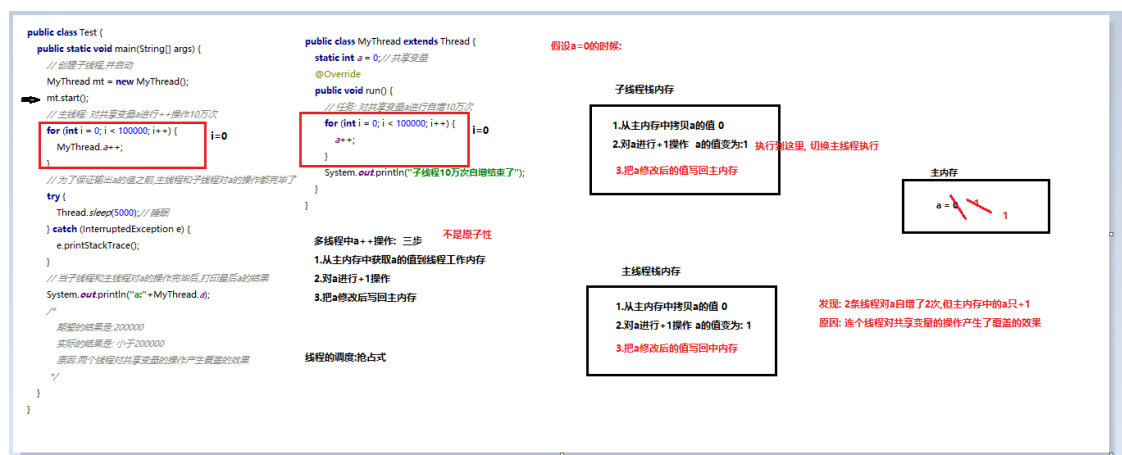 public class Test {
public static void main(String[] args) {
// 创建子线程,并启动
MyThread mt = new MyThread();
mt.start();
// 主线程: 对共享变量a进行++操作10万次
for (int i = 0; i < 100000; i++) {
MyThread.a++;
}
i=0
// 为了保证输出a的值之前,主线程和子线程对a的操作都完毕了
try {
Thread.sleep(5000);// 睡眠
} catch (InterruptedException e) {
e.printStackTrace();
}
// 当子线程和主线程对a的操作完毕后,打印最后a的结果
System.out.println("a:"+MyThread.a);
/*
期望的结果是:200000
实际的结果是: 小于200000
原因:两个线程对共享变量的操作产生覆盖的效果
*/
}
}
public class MyThread extends Thread {
static int a = 0;// 共享变量
@Override
public void run() {
// 任务: 对共享变量a进行自增10万次
for (int i = 0; i < 100000; i++) {
a++;
}
i=0
System.out.println("子线程10万次自增结束了");
}
}
多线程中a++操作: 三步
不是原子性
1.从主内存中获取a的值到线程工作内存
2.对a进行+1操作
3.把a修改后写回主内存
线程的调度:抢占式
假设a=0的时候:
子线程栈内存
1.从主内存中拷贝a的值 0
2.对a进行+1操作 a的值变为:1
执行到这里, 切换主线程执行
3.把a修改后的值写回主内存
主内存
a = 0 1 1
主线程栈内存
1.从主内存中拷贝a的值 0
2.对a进行+1操作 a的值变为: 1
3.把a修改后的值写回中内存
发现: 2条线程对a自增了2次,但主内存中的a只+1
原因: 连个线程对共享变量的操作产生了覆盖的效果